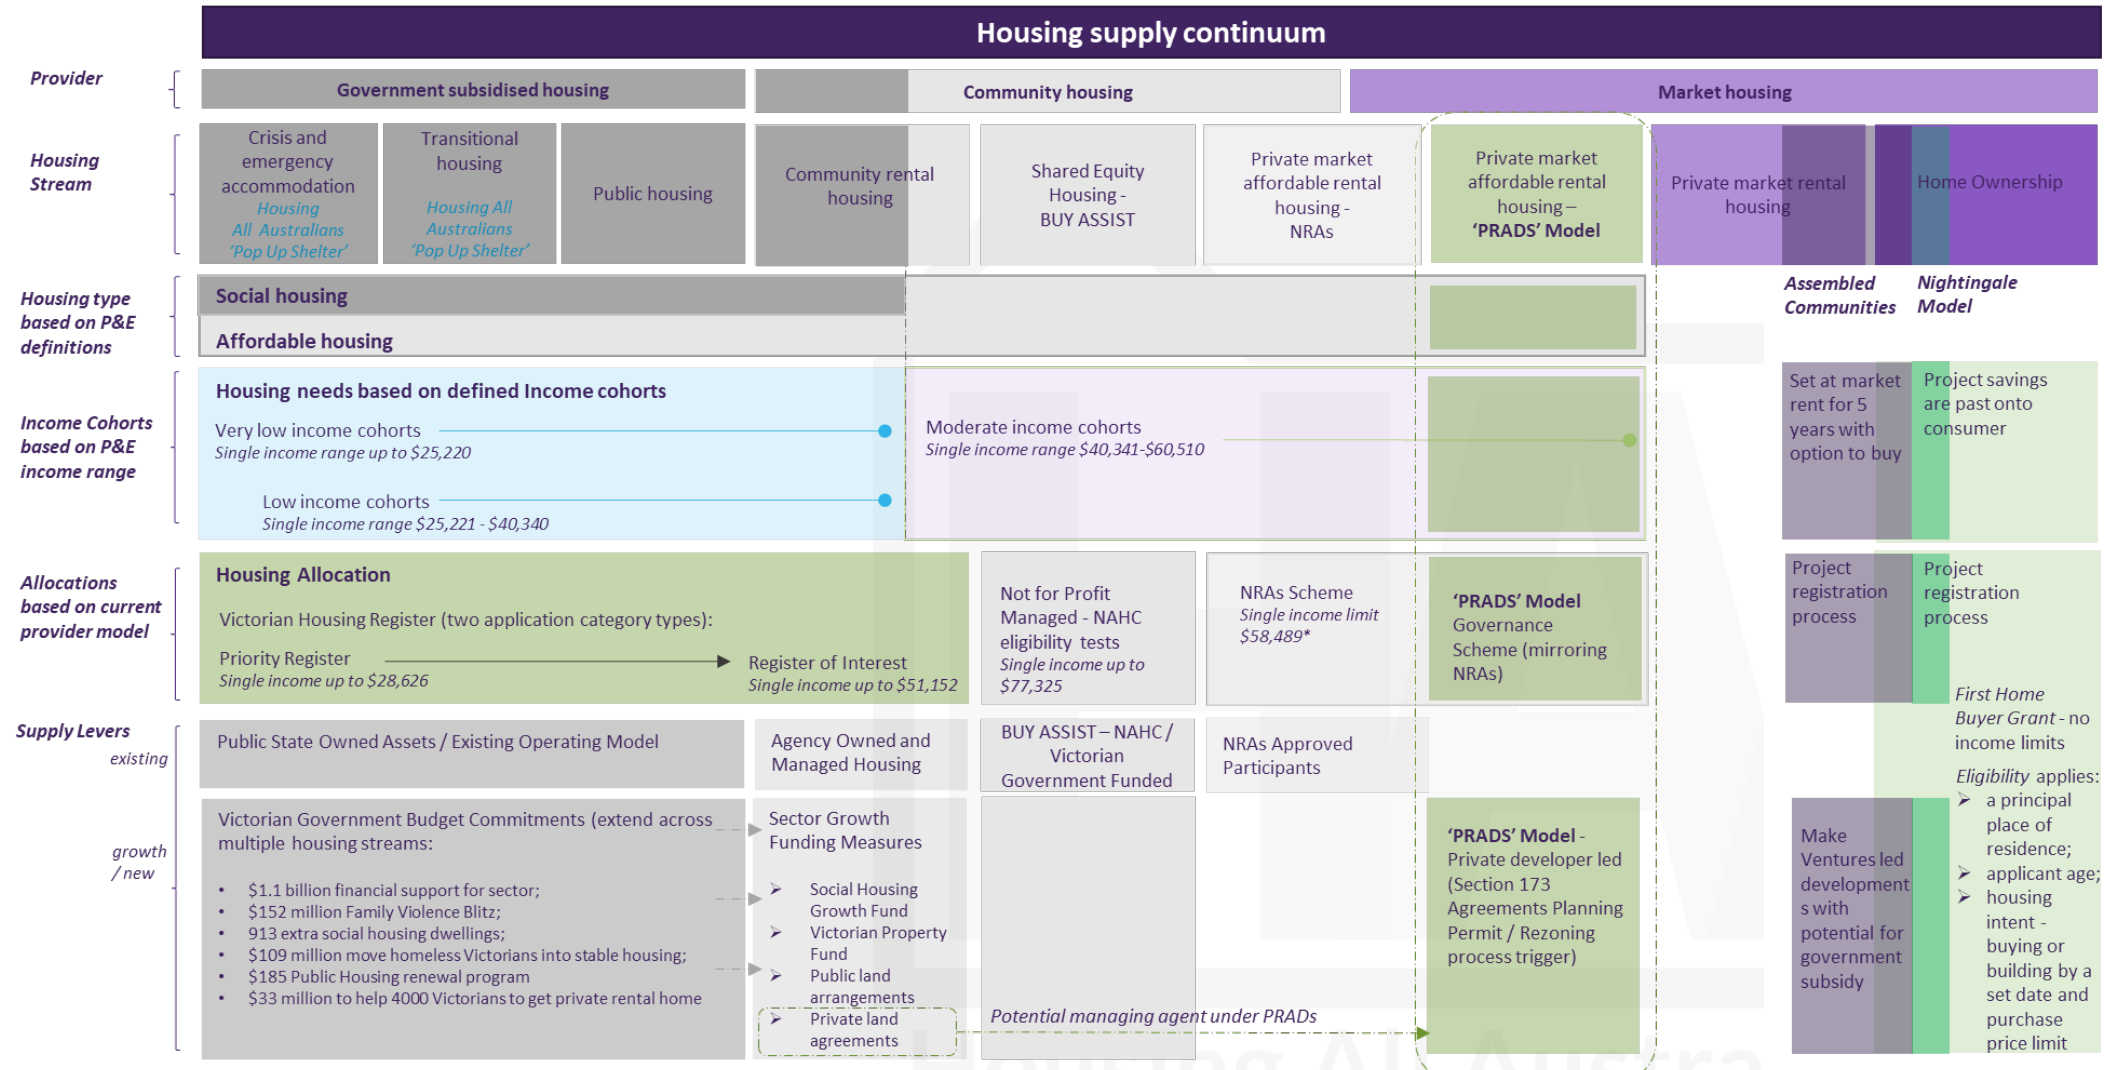 Housing supply continuum
Provider
Government subsidised housing
Community housing
Market housing
Housing
Stream
Crisis and
emergency
accommodation
Housing
All Australians
‘Pop Up Shelter’
Transitional
housing
Housing All
Australians
‘Pop Up Shelter’
Public housing
Community rental
housing
Shared Equity
Housing -
BUY ASSIST
Private market
affordable rental
housing -
NRAs
Private market
affordable rental
housing –
‘PRADS’ Model
Private market rental
housing
Home Ownership
Housing type
based on P&E
definitions
Social housing
Affordable housing
Assembled
Communities
Nightingale
Model
Income Cohorts
based on P&E
income range
Housing needs based on defined Income cohorts
Very low income cohorts
Single income range up to $25,220
Low income cohorts
Single income range $25,221 - $40,340
Moderate income cohorts
Single income range $40,341-$60,510
Set at market
rent for 5
years with
option to buy
Project savings
are past onto
consumer
Allocations
based on current
provider model
Housing Allocation
Victorian Housing Register (two application category types):
Priority Register
Single income up to $28,626
Register of Interest
Single income up to $51,152
Not for Profit
Managed - NAHC
eligibility tests
Single income up to
$77,325
NRAs Scheme
Single income limit
$58,489*
‘PRADS’ Model
Governance
Scheme (mirroring
NRAs)
Project
registration
process
Project
registration
process
First Home
Buyer Grant - no
income limits
Eligibility applies:
➢ a principal
place of
residence;
➢ applicant age;
➢ housing
intent -
buying or
building by a
set date and
purchase
price limit
Supply Levers
existing
Public State Owned Assets / Existing Operating Model
Agency Owned and
Managed Housing
BUY ASSIST – NAHC /
Victorian
Government Funded
NRAs Approved
Participants
growth
/ new
Victorian Government Budget Commitments (extend across
multiple housing streams:
• $1.1 billion financial support for sector;
• $152 million Family Violence Blitz;
• 913 extra social housing dwellings;
• $109 million move homeless Victorians into stable housing;
• $185 Public Housing renewal program
• $33 million to help 4000 Victorians to get private rental home
Sector Growth
Funding Measures
➢ Social Housing
Growth Fund
➢ Victorian Property
Fund
➢ Public land
arrangements
➢ Private land
agreements
Potential managing agent under PRADs
‘PRADS’ Model -
Private developer led
(Section 173
Agreements Planning
Permit / Rezoning
process trigger)
Make
Ventures led
development
s with
potential for
government
subsidy
Housing All Austra